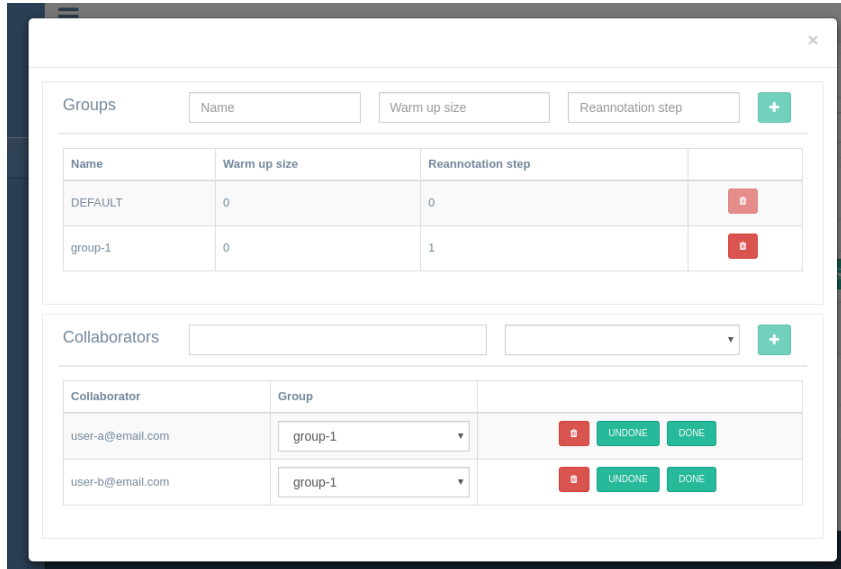 Groups Name Warm up size Reannotation step
Name Warm up size Reannotation step
DEFAULT 0 0
group-1 0 1
Collaborators
Collaborator Group
user-a@email.com group-1 UNDONE DONE
user-b@email.com group-1 UNDONE DONE